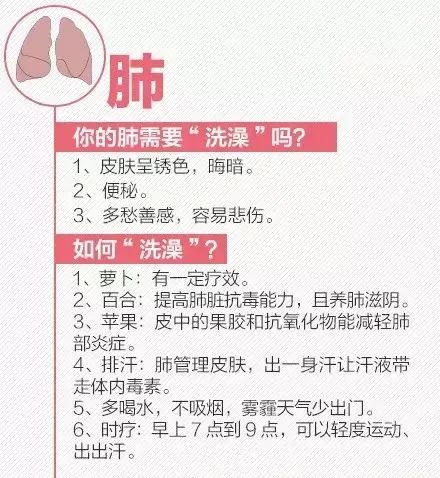 肺
你的肺需要“洗澡”吗？
1、皮肤呈锈色，晦暗。
2、便秘。
3、多愁善感，容易悲伤。
如何“洗澡”？
1、萝卜：有一定疗效。
2、百合：提高肺脏抗毒能力，且养肺滋阴。
3、苹果：皮中的果胶和抗氧化物能减轻肺
部炎症。
4、排汗：肺管理皮肤，出一身汗让汗液带
走体内毒素。
5、多喝水，不吸烟，雾霾天气少出门。
6、时疗：早上7点到9点，可以轻度运动、
出出汗。